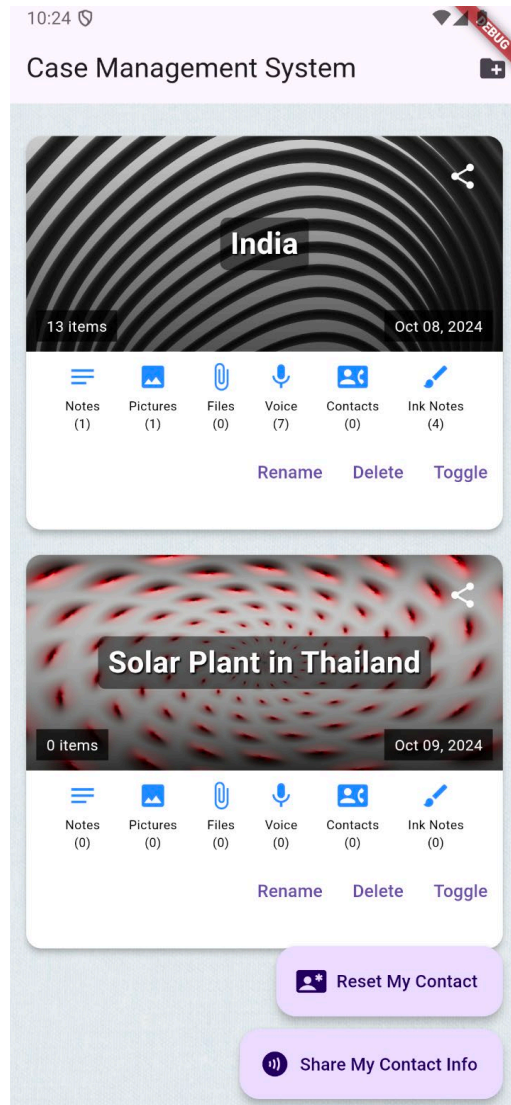 10:24
DEBUG
Case Management System
India
13 items
Oct 08, 2024
Notes Pictures Files Voice Contacts Ink Notes
(1) (1) (0) (7) (0) (4)
Rename Delete Toggle
Solar Plant in Thailand
0 items
Oct 09, 2024
Notes Pictures Files Voice Contacts Ink Notes
(0) (0) (0) (0) (0) (0)
Rename Delete Toggle
Reset My Contact
Share My Contact Info